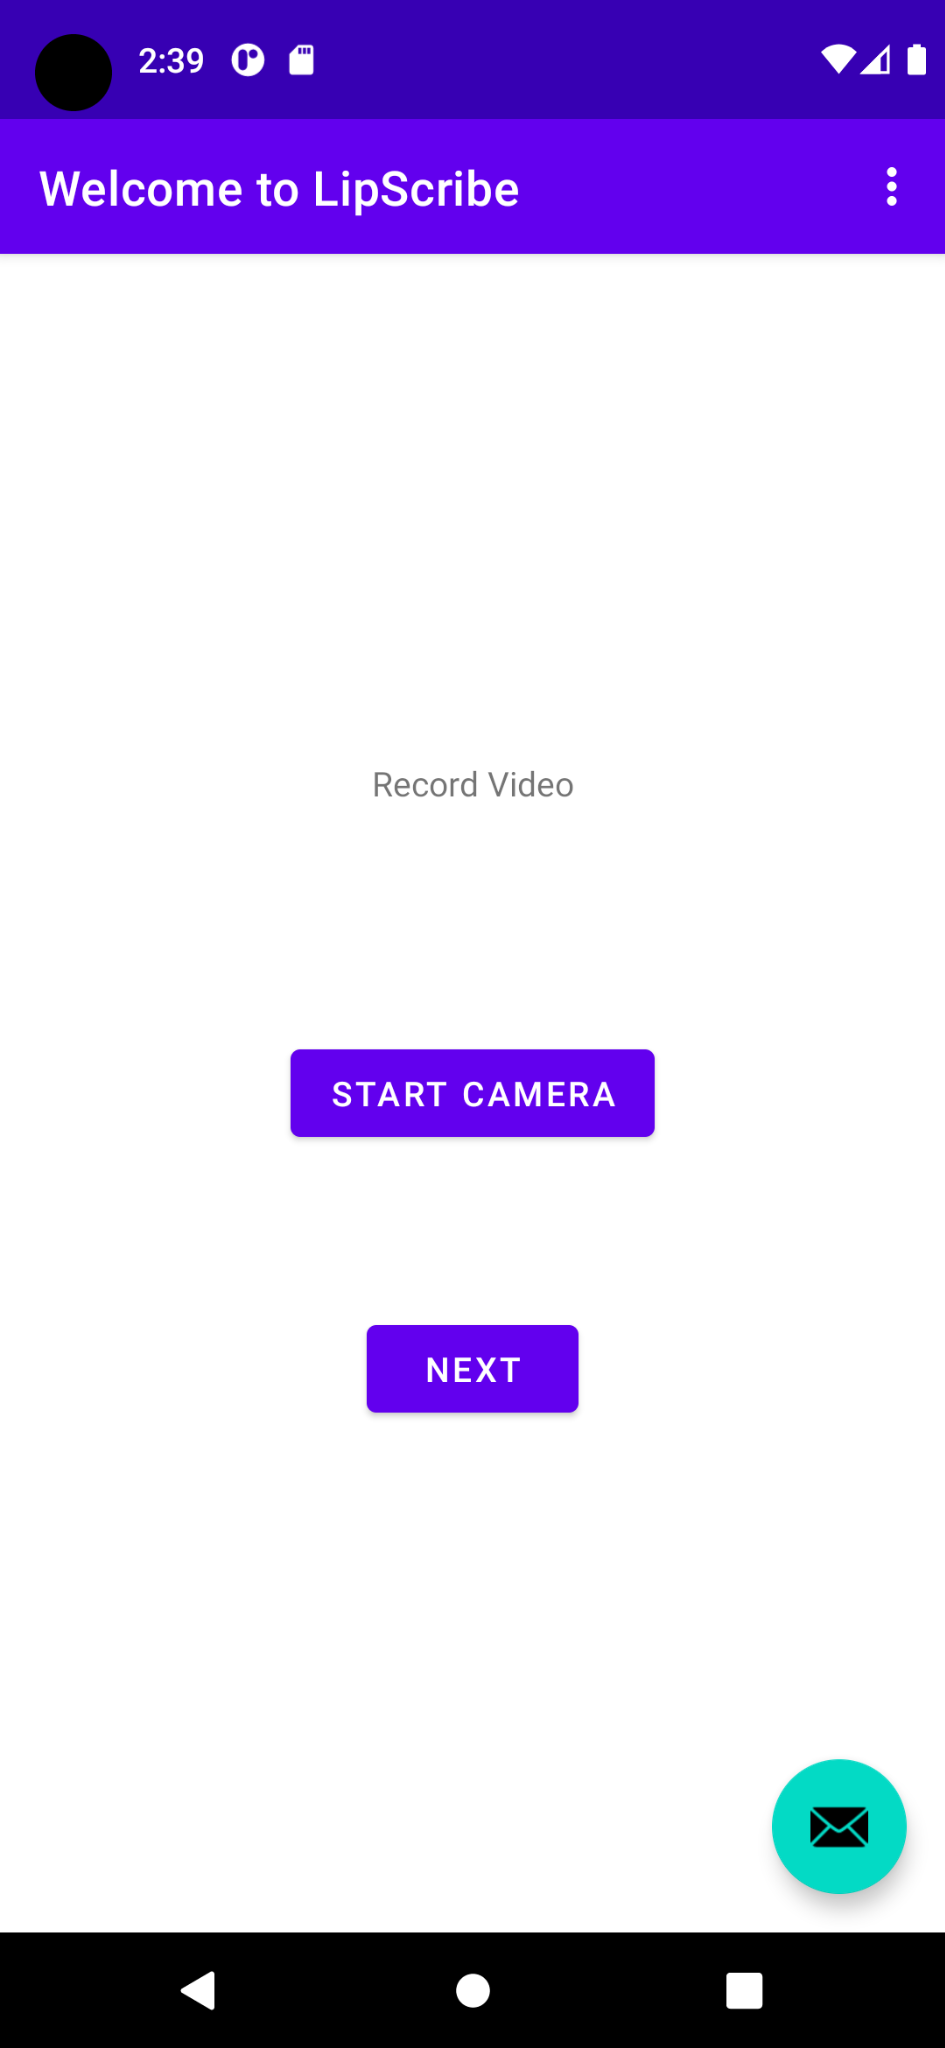 2:39
Welcome to LipScribe
Record Video
START CAMERA
NEXT